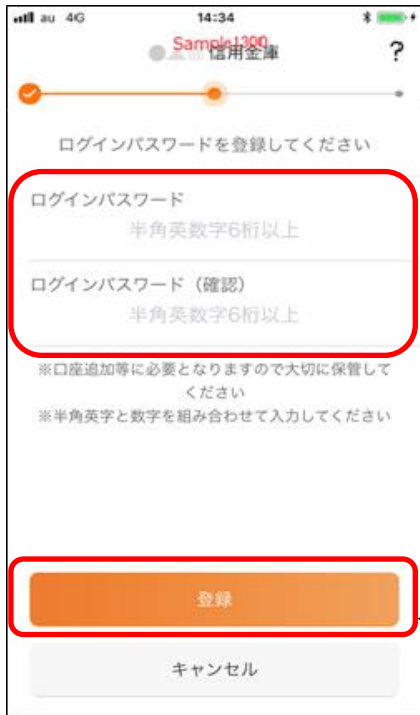 au 4G 14:34
Sample1300
信用金庫 ?
ログインパスワードを登録してください
ログインパスワード
半角英数字6桁以上
ログインパスワード（確認）
半角英数字6桁以上
※口座追加等に必要となりますので大切に保管して
ください
※半角英字と数字を組み合わせて入力してください
登録
キャンセル